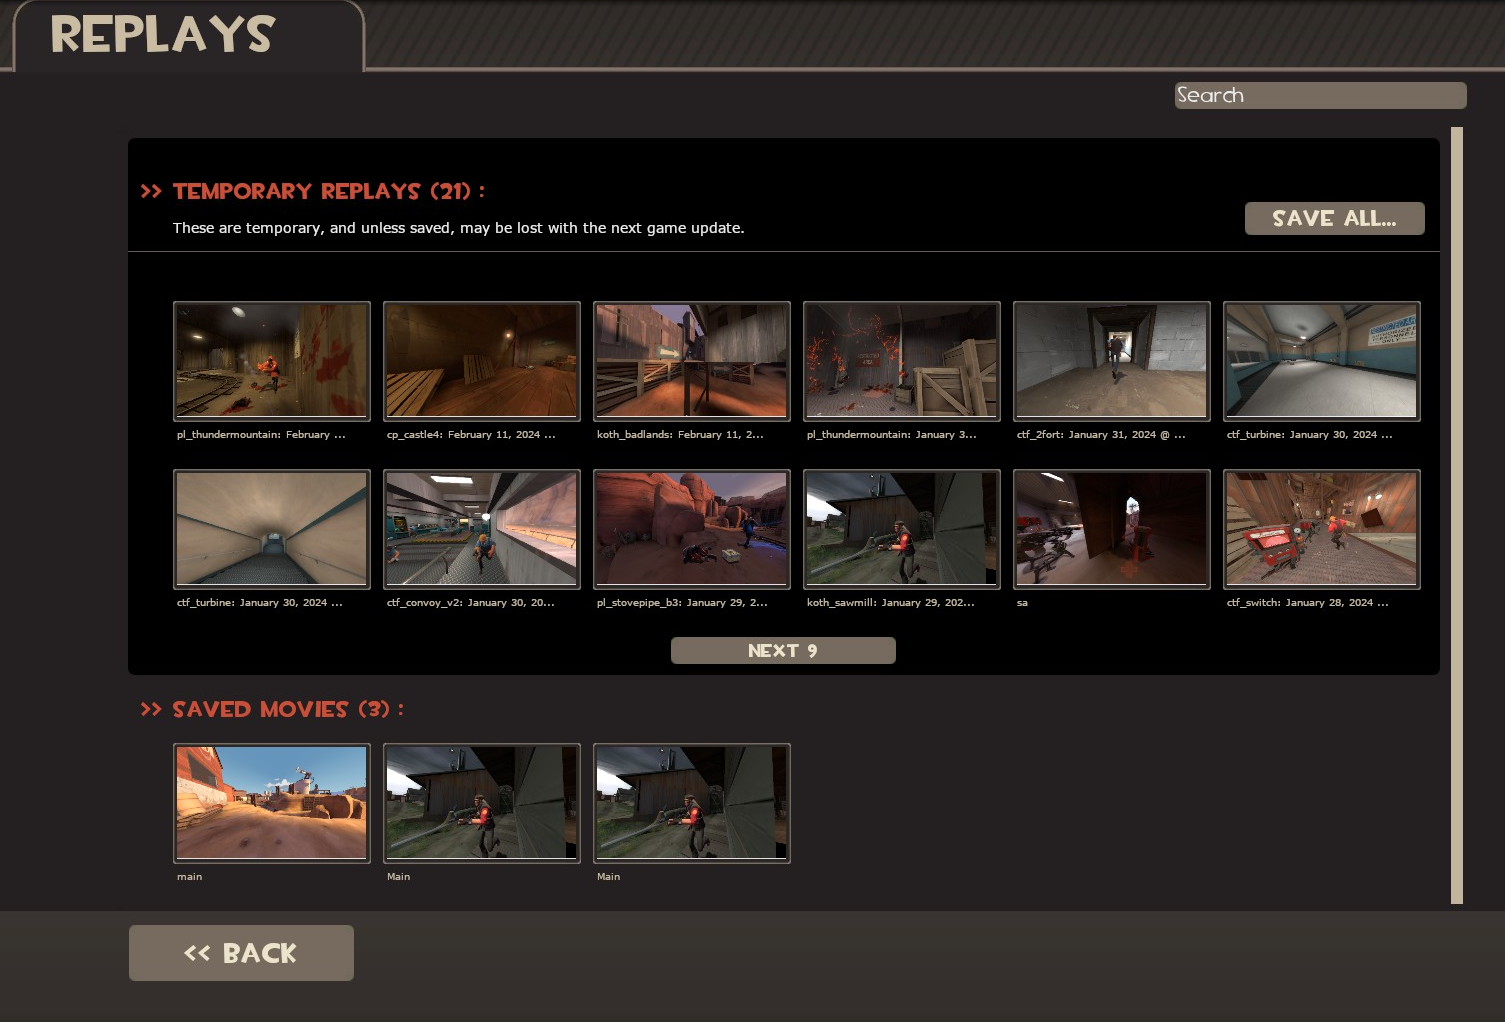 REPLAYS
Search
>> TEMPORARY REPLAYS (21) :
These are temporary, and unless saved, may be lost with the next game update.
SAVE ALL...
pl_thundermountain: February ...
cp_castle4: February 11, 2024 ...
koth_badlands: February 11, 2...
pl_thundermountain: January 3...
ctf_2fort: January 31, 2024 @ ...
ctf_turbine: January 30, 2024 ...
ctf_turbine: January 30, 2024 ...
ctf_convoy_v2: January 30, 20...
pl_stovepipe_b3: January 29, 2...
koth_sawmill: January 29, 202...
sa
ctf_switch: January 28, 2024 ...
NEXT 9
>> SAVED MOVIES (3) :
main
Main
Main
<< BACK